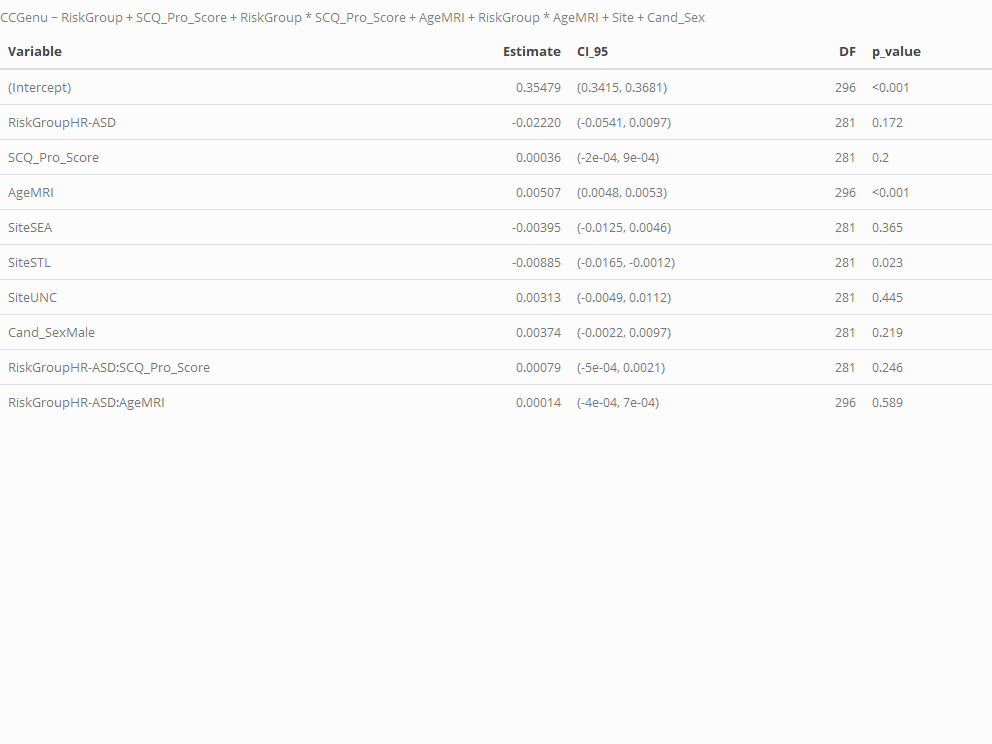 CCGenu ~ RiskGroup + SCQ_Pro_Score + RiskGroup * SCQ_Pro_Score + AgeMRI + RiskGroup * AgeMRI + Site + Cand_Sex
Variable Estimate CI_95 DF p_value
(Intercept) 0.35479 (0.3415, 0.3681) 296 <0.001
RiskGroupHR-ASD -0.02220 (-0.0541, 0.0097) 281 0.172
SCQ_Pro_Score 0.00036 (-2e-04, 9e-04) 281 0.2
AgeMRI 0.00507 (0.0048, 0.0053) 296 <0.001
SiteSEA -0.00395 (-0.0125, 0.0046) 281 0.365
SiteSTL -0.00885 (-0.0165, -0.0012) 281 0.023
SiteUNC 0.00313 (-0.0049, 0.0112) 281 0.445
Cand_SexMale 0.00374 (-0.0022, 0.0097) 281 0.219
RiskGroupHR-ASD:SCQ_Pro_Score 0.00079 (-5e-04, 0.0021) 281 0.246
RiskGroupHR-ASD:AgeMRI 0.00014 (-4e-04, 7e-04) 296 0.589